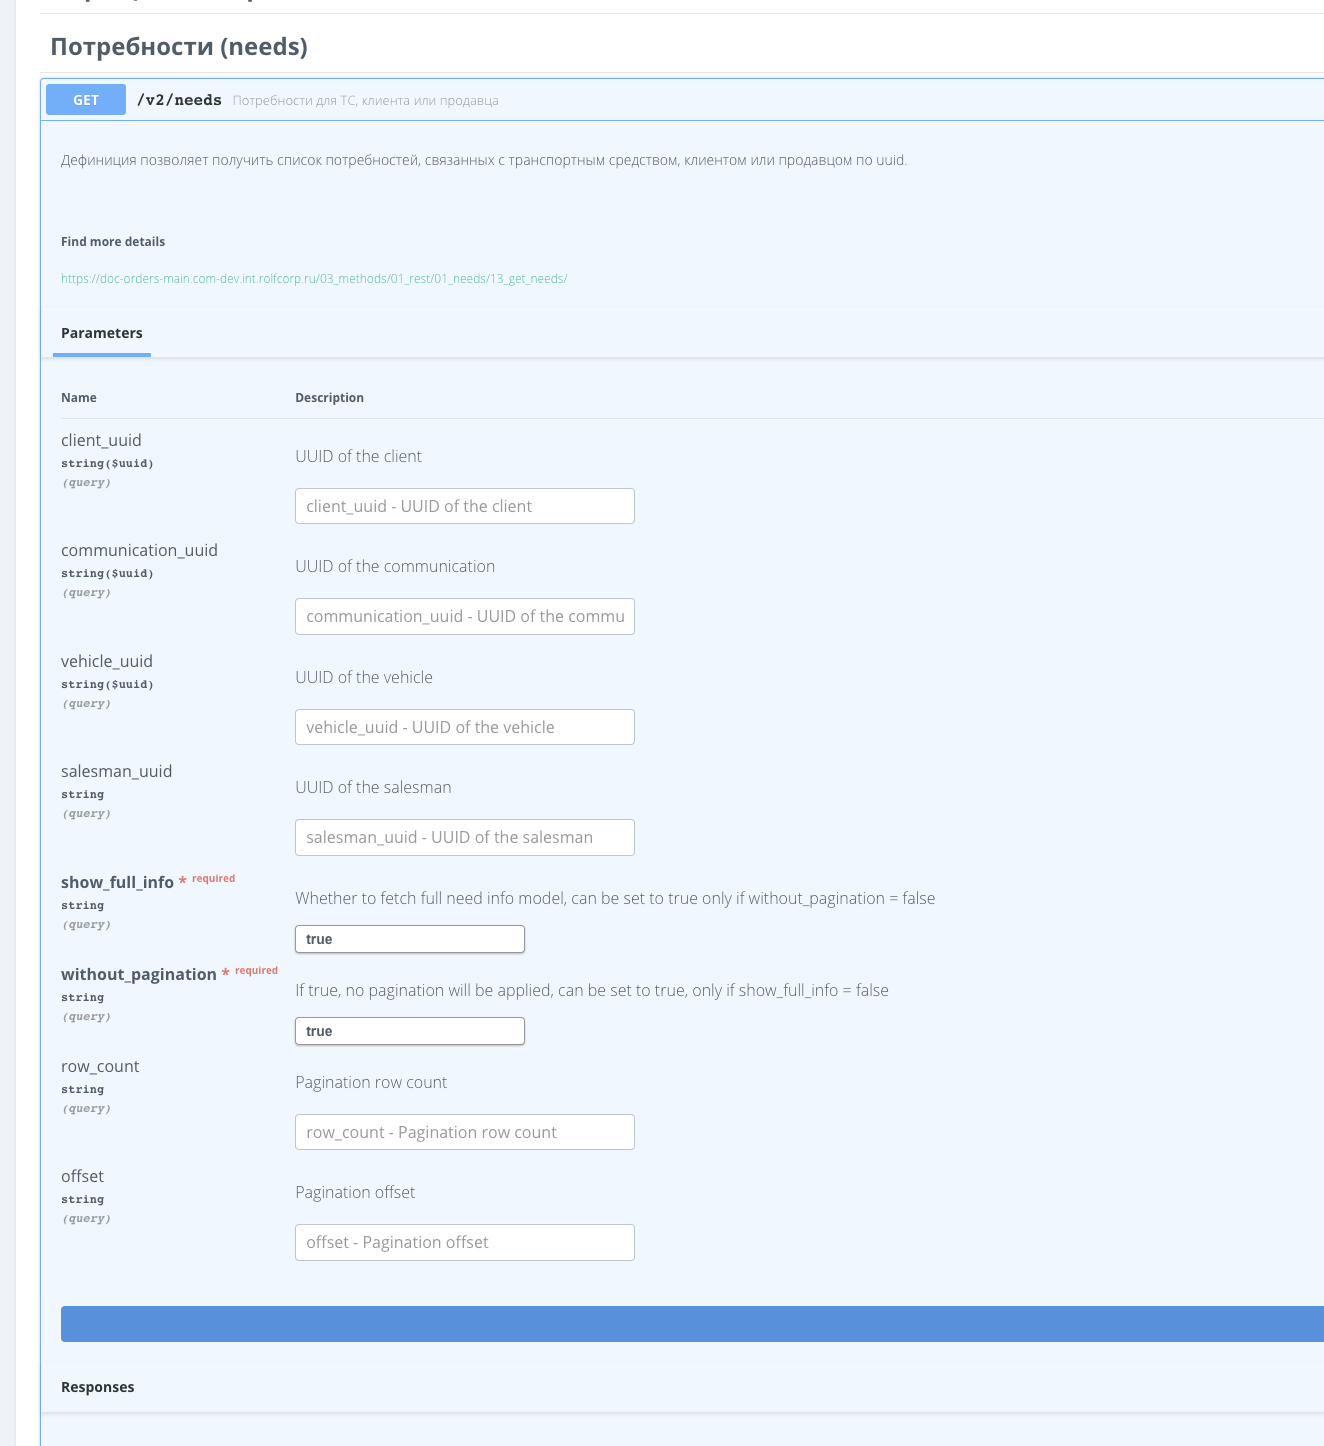 Потребности (needs)
GET /v2/needs Потребности для ТС, клиента или продавца
Дефиниция позволяет получить список потребностей, связанных с транспортным средством, клиентом или продавцом по uuid.
Find more details
https://doc-orders-main.com-dev.int.rolfcorp.ru/03_methods/01_rest/01_needs/13_get_needs/
Parameters
Name Description
client_uuid
string($uuid)
(query)
UUID of the client
client_uuid - UUID of the client
communication_uuid
string($uuid)
(query)
UUID of the communication
communication_uuid - UUID of the commu
vehicle_uuid
string($uuid)
(query)
UUID of the vehicle
vehicle_uuid - UUID of the vehicle
salesman_uuid
string
(query)
UUID of the salesman
salesman_uuid - UUID of the salesman
show_full_info * required
string
(query)
Whether to fetch full need info model, can be set to true only if without_pagination = false
true
without_pagination * required
string
(query)
If true, no pagination will be applied, can be set to true, only if show_full_info = false
true
row_count
string
(query)
Pagination row count
row_count - Pagination row count
offset
string
(query)
Pagination offset
offset - Pagination offset
Responses